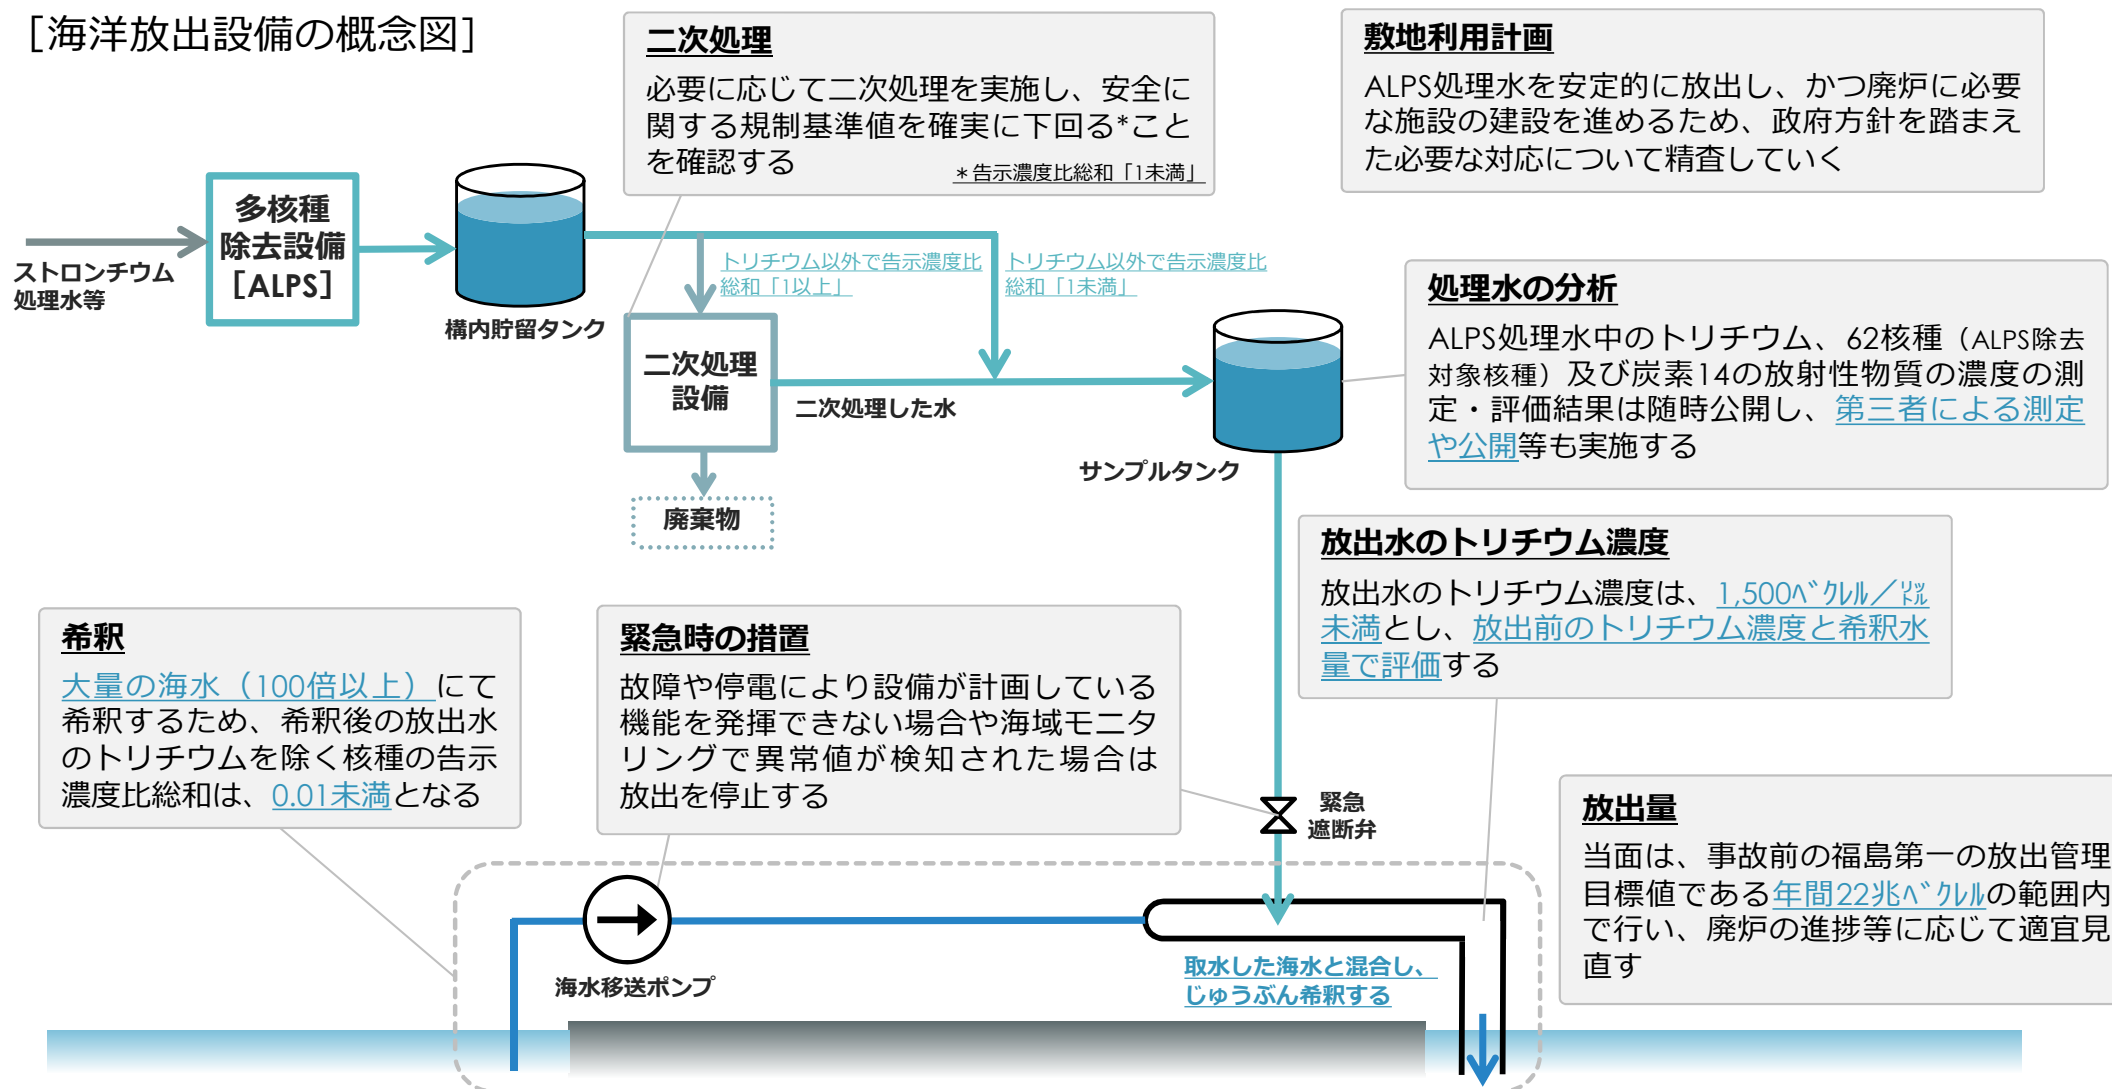 ［海洋放出設備の概念図］
二次処理
必要に応じて二次処理を実施し、安全に
関する規制基準値を確実に下回る*こと
を確認する
＊告示濃度比総和「1未満」
敷地利用計画
ALPS処理水を安定的に放出し、かつ廃炉に必要
な施設の建設を進めるため、政府方針を踏まえ
た必要な対応について精査していく
多核種
除去設備
［ALPS］
ストロンチウム
処理水等
構内貯留タンク
トリチウム以外で告示濃度比
総和「1以上」
トリチウム以外で告示濃度比
総和「1未満」
二次処理
設備
二次処理した水
廃棄物
サンプルタンク
処理水の分析
ALPS処理水中のトリチウム、62核種（ALPS除去
対象核種）及び炭素14の放射性物質の濃度の測
定・評価結果は随時公開し、第三者による測定
や公開等も実施する
放出水のトリチウム濃度
放出水のトリチウム濃度は、1,500ﾍﾞｸﾚﾙ／㍑
未満とし、放出前のトリチウム濃度と希釈水
量で評価する
希釈
大量の海水（100倍以上）にて
希釈するため、希釈後の放出水
のトリチウムを除く核種の告示
濃度比総和は、0.01未満となる
緊急時の措置
故障や停電により設備が計画している
機能を発揮できない場合や海域モニタ
リングで異常値が検知された場合は
放出を停止する
緊急
遮断弁
放出量
当面は、事故前の福島第一の放出管理
目標値である年間22兆ﾍﾞｸﾚﾙの範囲内
で行い、廃炉の進捗等に応じて適宜見
直す
海水移送ポンプ
取水した海水と混合し、
じゅうぶん希釈する